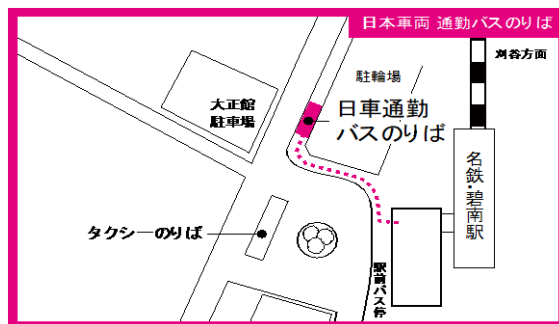 日本車両 通勤バスのりば
刈谷方面
駐輪場
大正館
駐車場
日車通勤
バスのりば
名鉄・碧南駅
タクシーのりば
駅前バス停